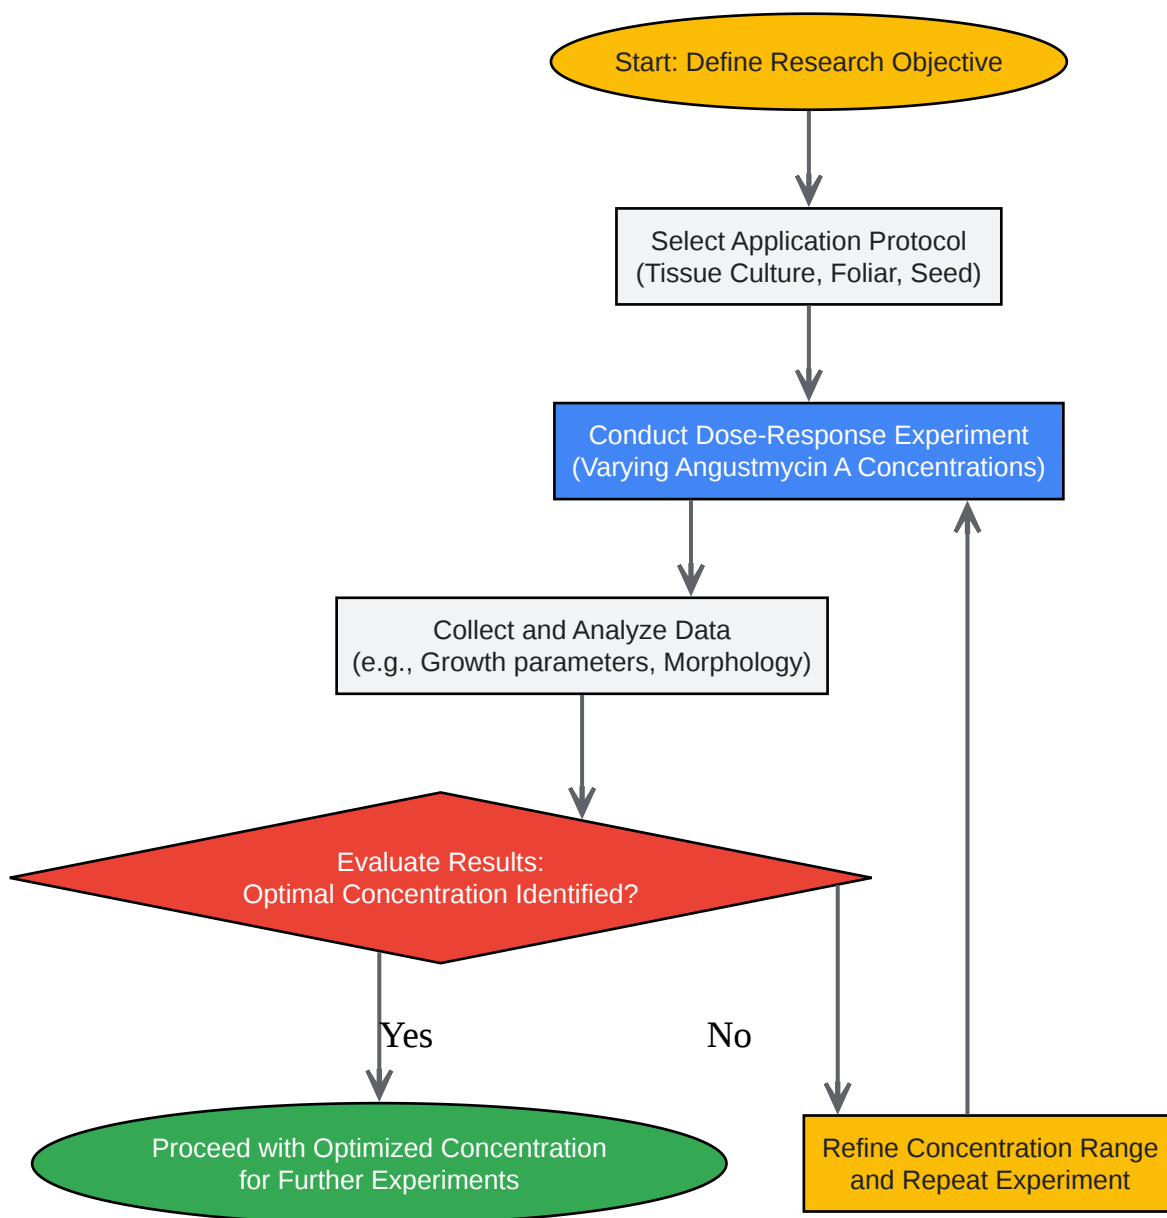 Start: Define Research Objective
Select Application Protocol
(Tissue Culture, Foliar, Seed)
Conduct Dose-Response Experiment
(Varying Angustmycin A Concentrations)
Collect and Analyze Data
(e.g., Growth parameters, Morphology)
Evaluate Results:
Optimal Concentration Identified?
Yes
No
Proceed with Optimized Concentration
for Further Experiments
Refine Concentration Range
and Repeat Experiment